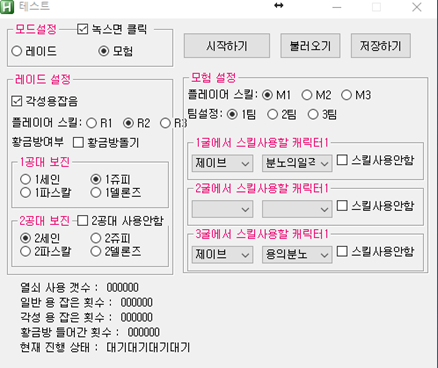 테스트
모드설정 녹스면 클릭
레이드 모험
시작하기 불러오기 저장하기
레이드 설정
각성용잡음
플레이어 스킬: R1 R2 R3
황금방여부 황금방돌기
1공대 보진
1세인 1쥬피
1파스칼 1델론즈
2공대 보진 2공대 사용안함
2세인 2쥬피
2파스칼 2델론즈
모험 설정
플레이어 스킬: M1 M2 M3
팀설정: 1팀 2팀 3팀
1굴에서 스킬사용할 캐릭터1
제이브 분노의일격 스킬사용안함
2굴에서 스킬사용할 캐릭터1
스킬사용안함
3굴에서 스킬사용할 캐릭터1
제이브 용의분노 스킬사용안함
열쇠 사용 갯수 : 000000
일반 용 잡은 횟수 : 000000
각성 용 잡은 횟수 : 000000
황금방 들어간 횟수 : 000000
현재 진행 상태 : 대기대기대기대기